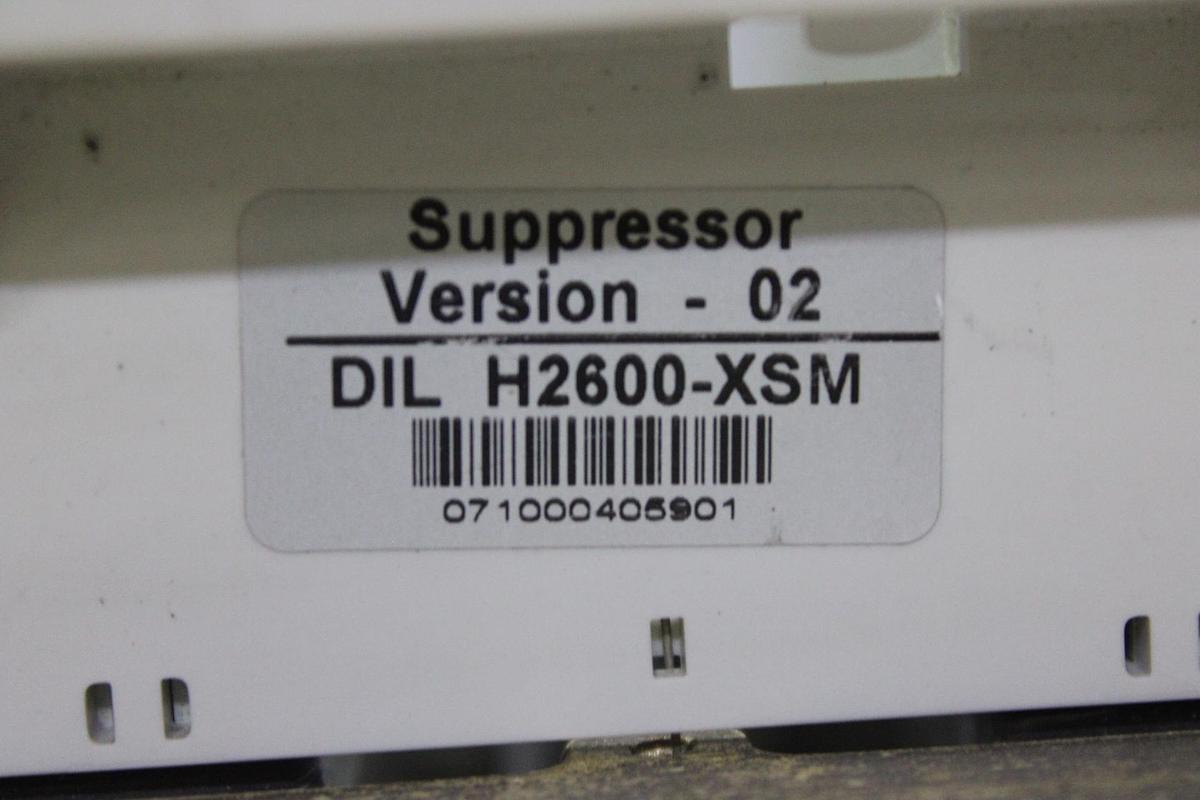 Suppressor
Version - 02
DIL H2600-XSM
071000405901